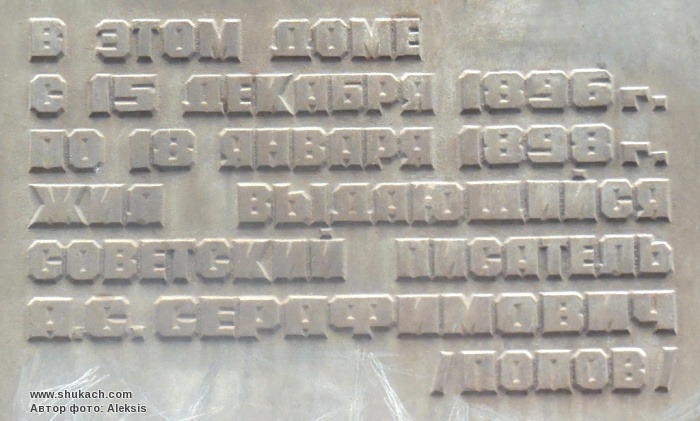 В ЭТОМ ДОМЕ
С 15 ДЕКАБРЯ 1896 г.
ПО 18 ЯНВАРЯ 1898 г.
ЖИЛ ВЫДАЮЩИЙСЯ
СОВЕТСКИЙ ПИСАТЕЛЬ
А.С. СЕРАФИМОВИЧ
/ПОПОВ/
www.shukach.com
Автор фото: Aleksis